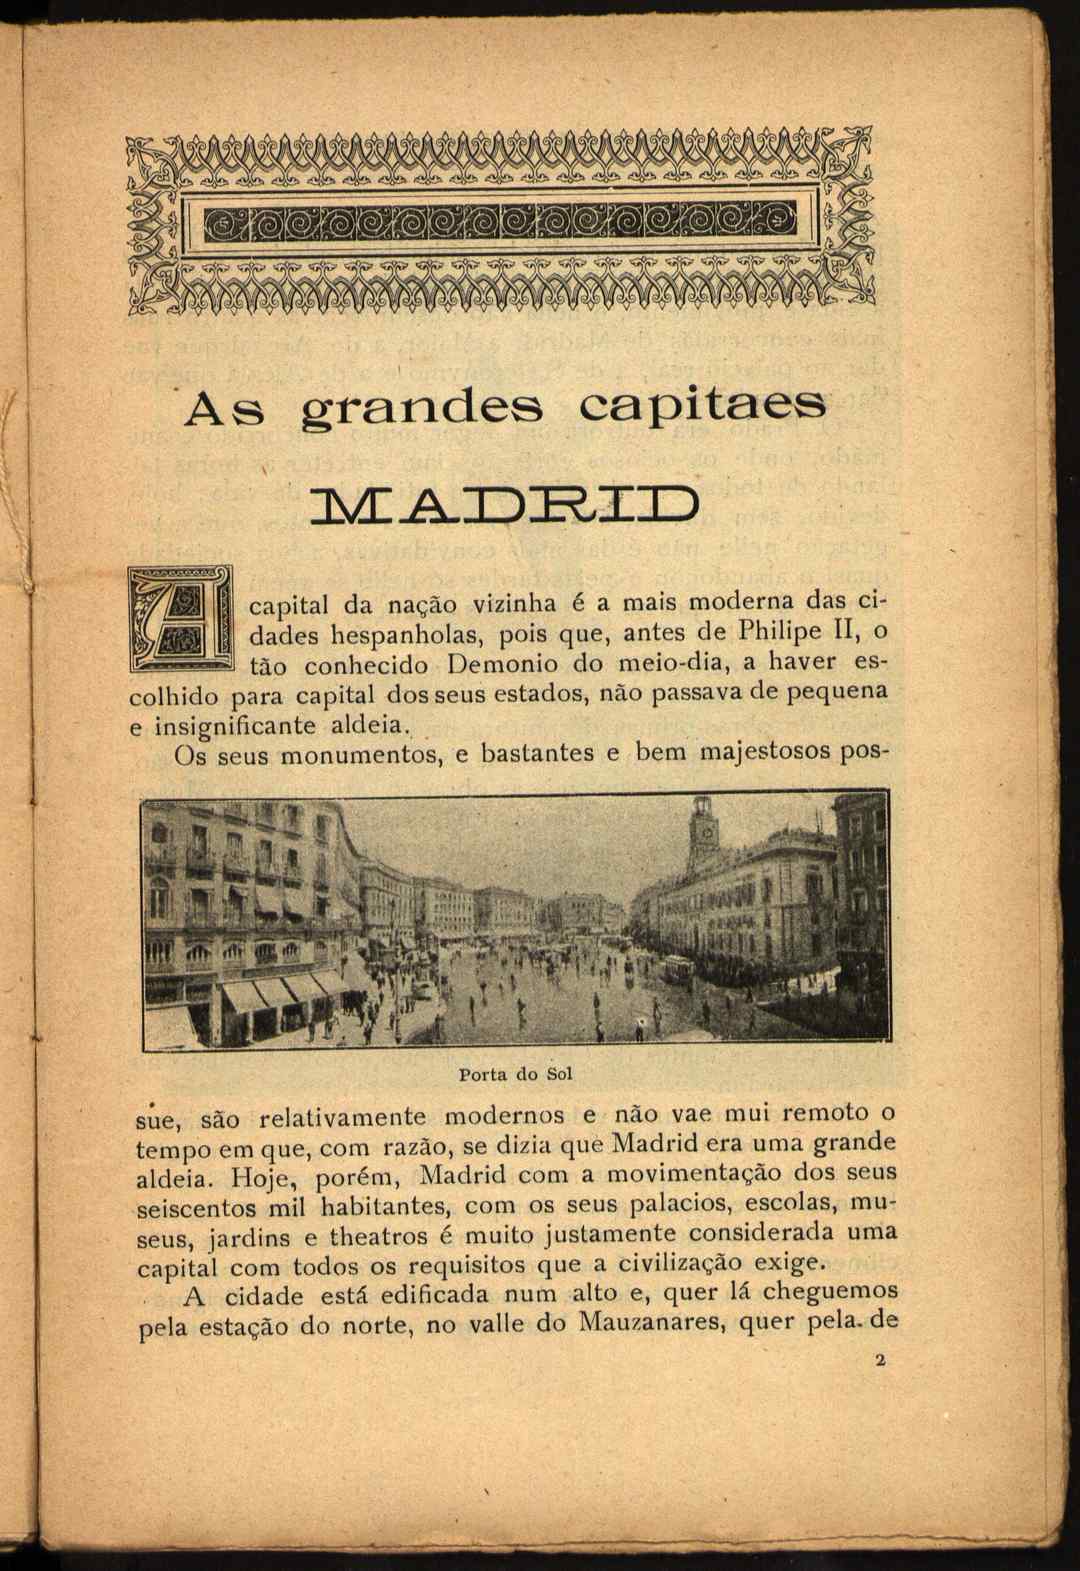 As grandes capitaes
MADRID
A capital da nação vizinha é a mais moderna das ci-
dades hespanholas, pois que, antes de Philipe II, o
tão conhecido Demonio do meio-dia, a haver es-
colhido para capital dos seus estados, não passava de pequena
e insignificante aldeia.
Os seus monumentos, e bastantes e bem majestosos pos-
Porta do Sol
sue, são relativamente modernos e não vae mui remoto o
tempo em que, com razão, se dizia que Madrid era uma grande
aldeia. Hoje, porém, Madrid com a movimentação dos seus
seiscentos mil habitantes, com os seus palacios, escolas, mu-
seus, jardins e theatros é muito justamente considerada uma
capital com todos os requisitos que a civilização exige.
A cidade está edificada num alto e, quer lá cheguemos
pela estação do norte, no valle do Mauzanares, quer pela de
2